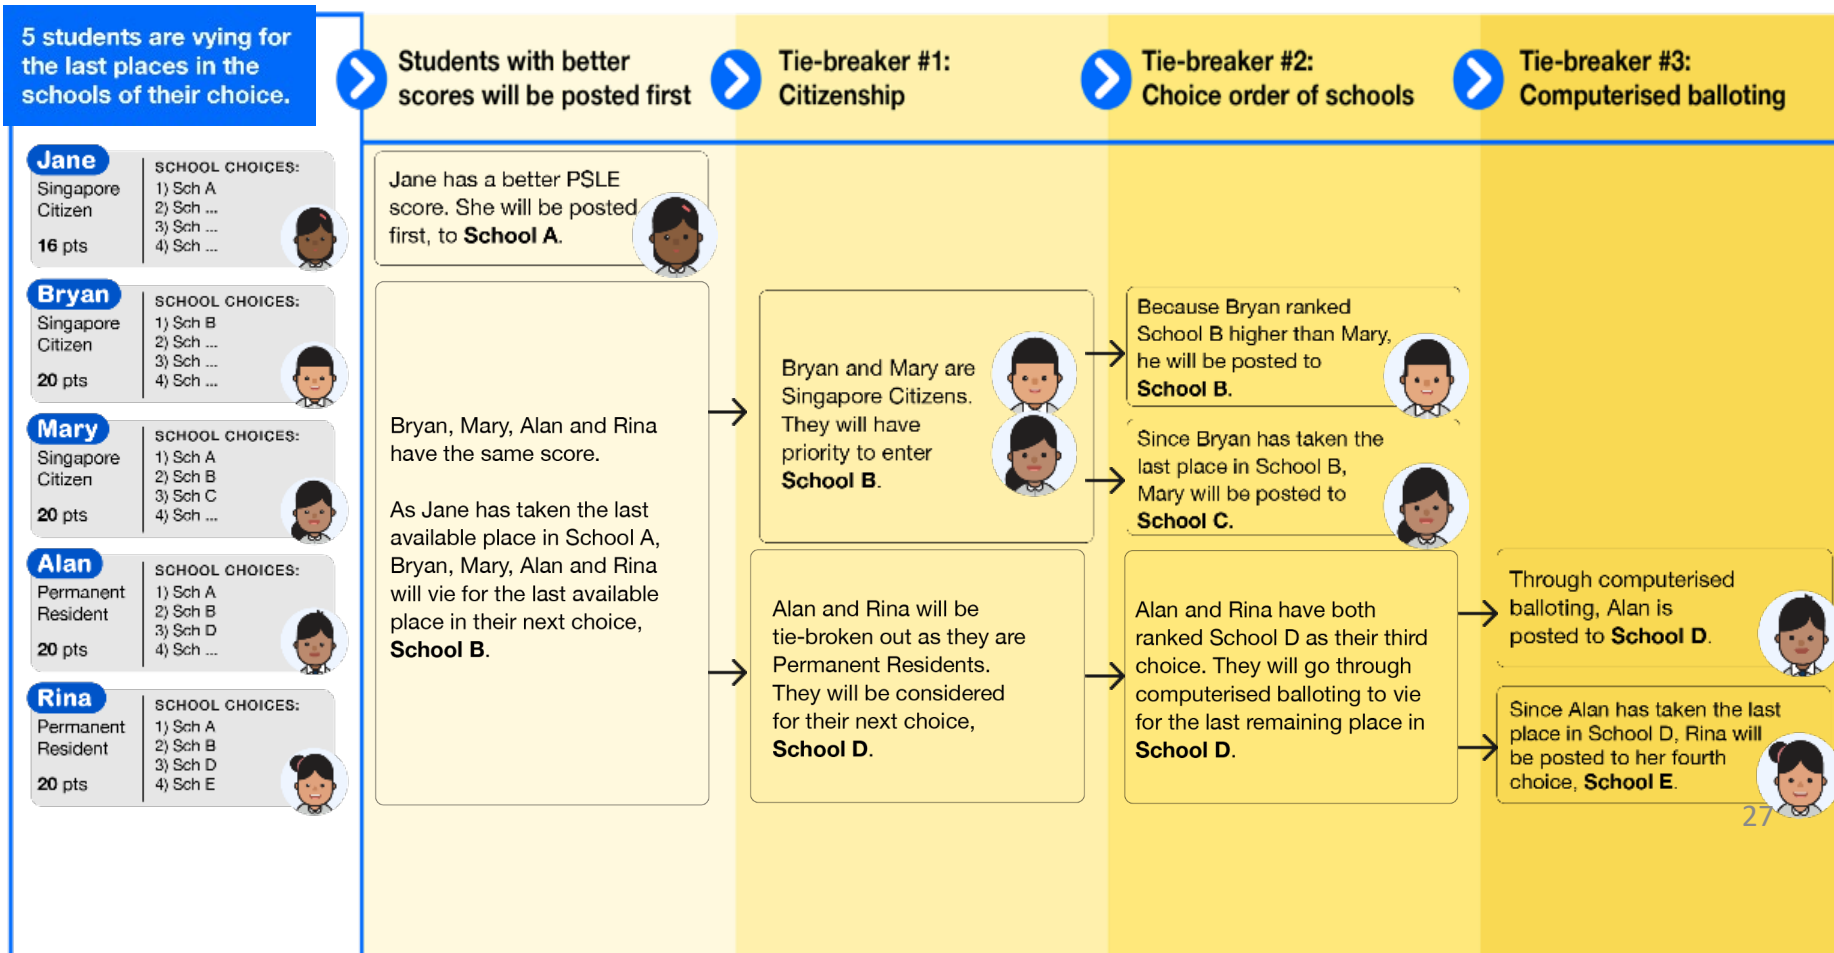 5 students are vying for
the last places in the
schools of their choice.
Students with better
scores will be posted first
Tie-breaker #1:
Citizenship
Tie-breaker #2:
Choice order of schools
Tie-breaker #3:
Computerised balloting
Jane
Singapore
Citizen
16 pts
SCHOOL CHOICES:
1) Sch A
2) Sch ...
3) Sch ...
4) Sch ...
Bryan
Singapore
Citizen
20 pts
SCHOOL CHOICES:
1) Sch B
2) Sch ...
3) Sch ...
4) Sch ...
Mary
Singapore
Citizen
20 pts
SCHOOL CHOICES:
1) Sch A
2) Sch B
3) Sch C
4) Sch ...
Alan
Permanent
Resident
20 pts
SCHOOL CHOICES:
1) Sch A
2) Sch B
3) Sch D
4) Sch ...
Rina
Permanent
Resident
20 pts
SCHOOL CHOICES:
1) Sch A
2) Sch B
3) Sch D
4) Sch E
Jane has a better PSLE
score. She will be posted
first, to School A.
Bryan, Mary, Alan and Rina
have the same score.
As Jane has taken the last
available place in School A,
Bryan, Mary, Alan and Rina
will vie for the last available
place in their next choice,
School B.
Bryan and Mary are
Singapore Citizens.
They will have
priority to enter
School B.
Alan and Rina will be
tie-broken out as they are
Permanent Residents.
They will be considered
for their next choice,
School D.
Because Bryan ranked
School B higher than Mary,
he will be posted to
School B.
Since Bryan has taken the
last place in School B,
Mary will be posted to
School C.
Alan and Rina have both
ranked School D as their third
choice. They will go through
computerised balloting to vie
for the last remaining place in
School D.
Through computerised
balloting, Alan is
posted to School D.
Since Alan has taken the last
place in School D, Rina will
be posted to her fourth
choice, School E.
27